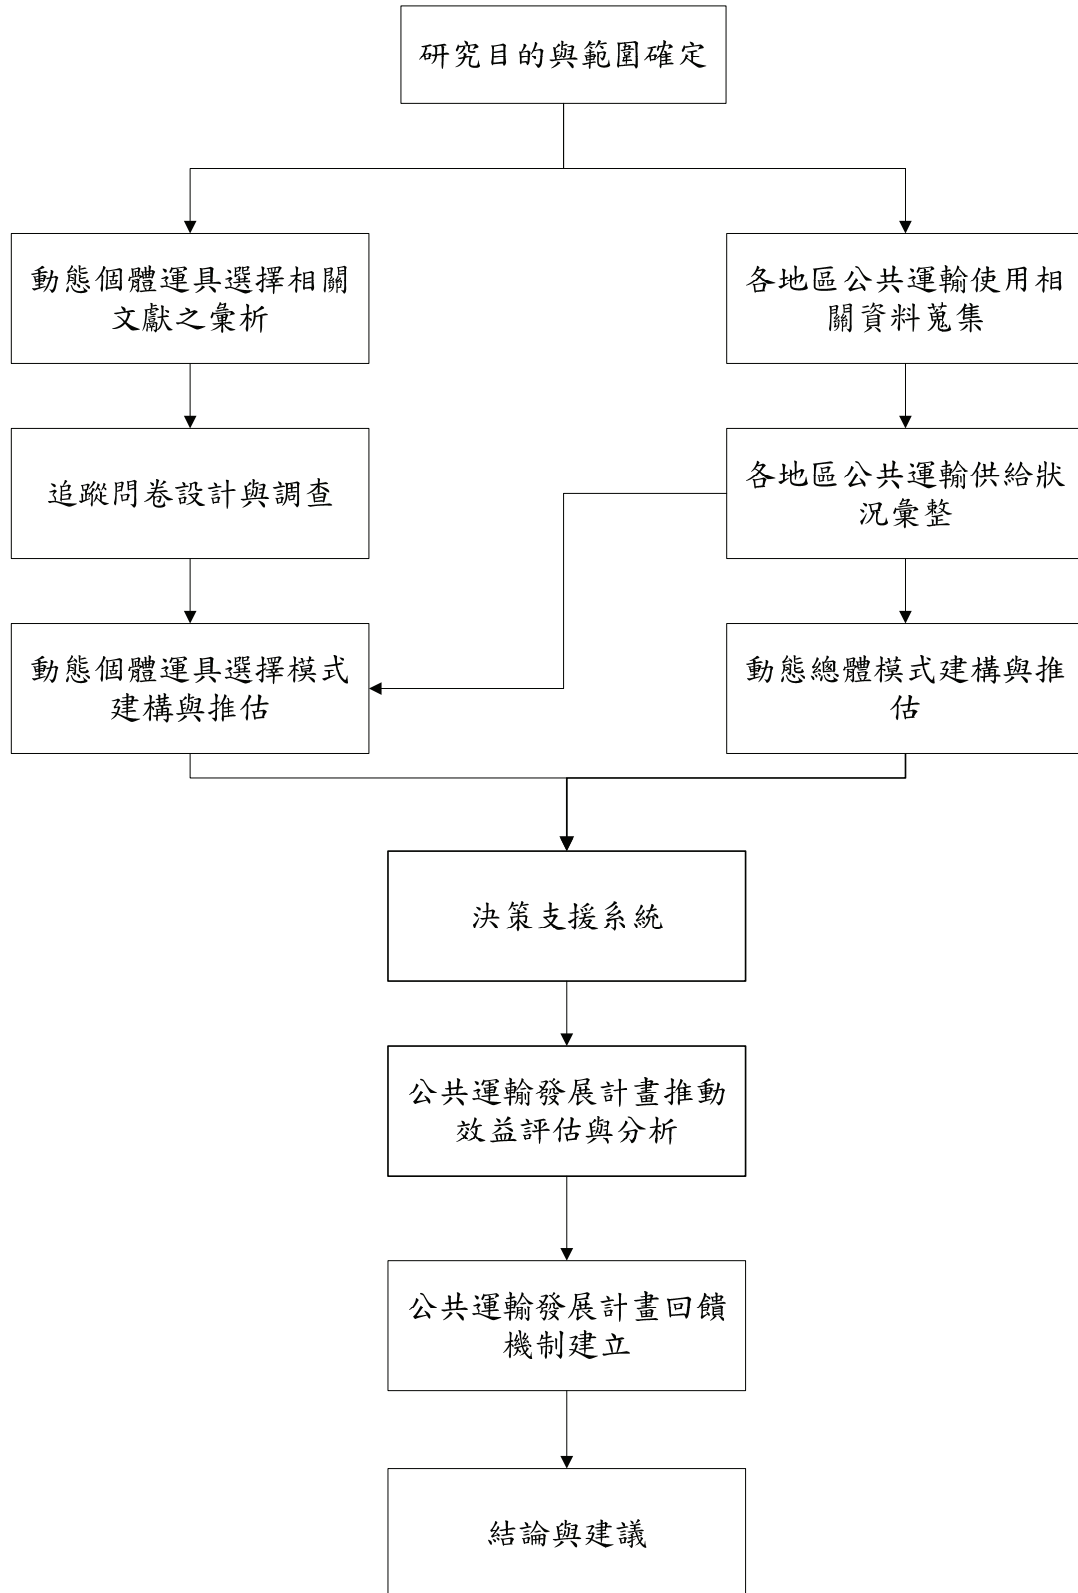 研究目的與範圍確定
動態個體運具選擇相關
文獻之彙析
各地區公共運輸使用相
關資料蒐集
追蹤問卷設計與調查
各地區公共運輸供給狀
況彙整
動態個體運具選擇模式
建構與推估
動態總體模式建構與推
估
決策支援系統
公共運輸發展計畫推動
效益評估與分析
公共運輸發展計畫回饋
機制建立
結論與建議